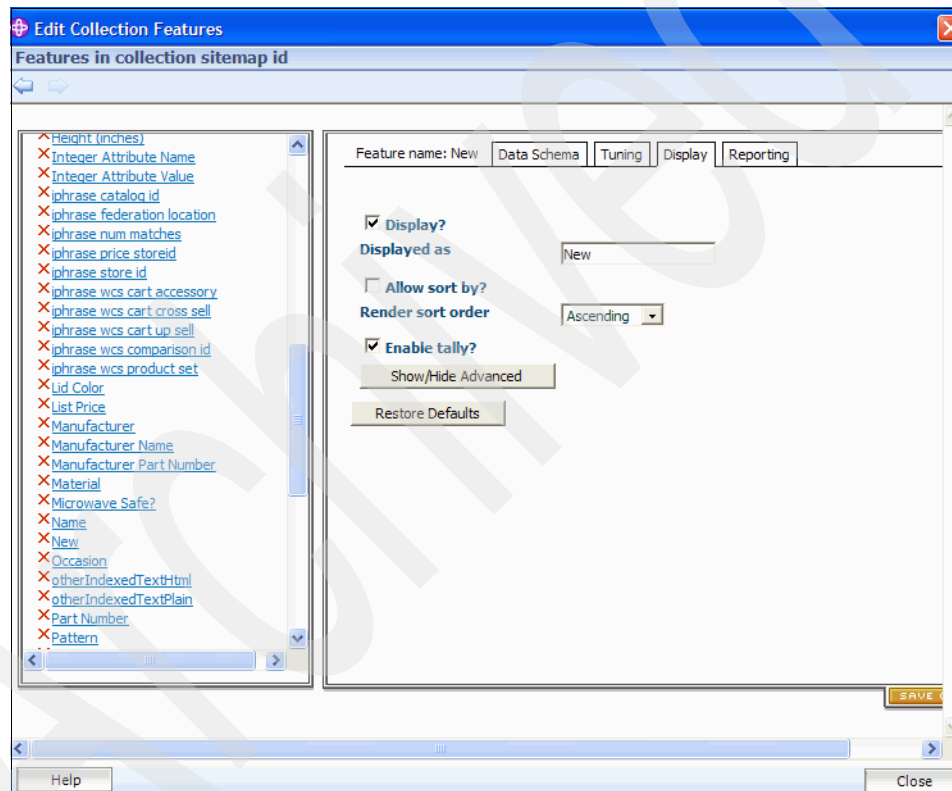 Edit Collection Features
Features in collection sitemap id
Height (inches)
Integer Attribute Name
Integer Attribute Value
iphrase catalog id
iphrase federation location
iphrase num matches
iphrase price storeid
iphrase store id
iphrase wcs cart accessory
iphrase wcs cart cross sell
iphrase wcs cart up sell
iphrase wcs comparison id
iphrase wcs product set
Lid Color
List Price
Manufacturer
Manufacturer Name
Manufacturer Part Number
Material
Microwave Safe?
Name
New
Occasion
otherIndexedTextHtml
otherIndexedTextPlain
Part Number
Pattern
Feature name: New Data Schema Tuning Display Reporting
Display?
Displayed as New
Allow sort by?
Render sort order Ascending
Enable tally?
Show/Hide Advanced
Restore Defaults
SAVE
Help Close